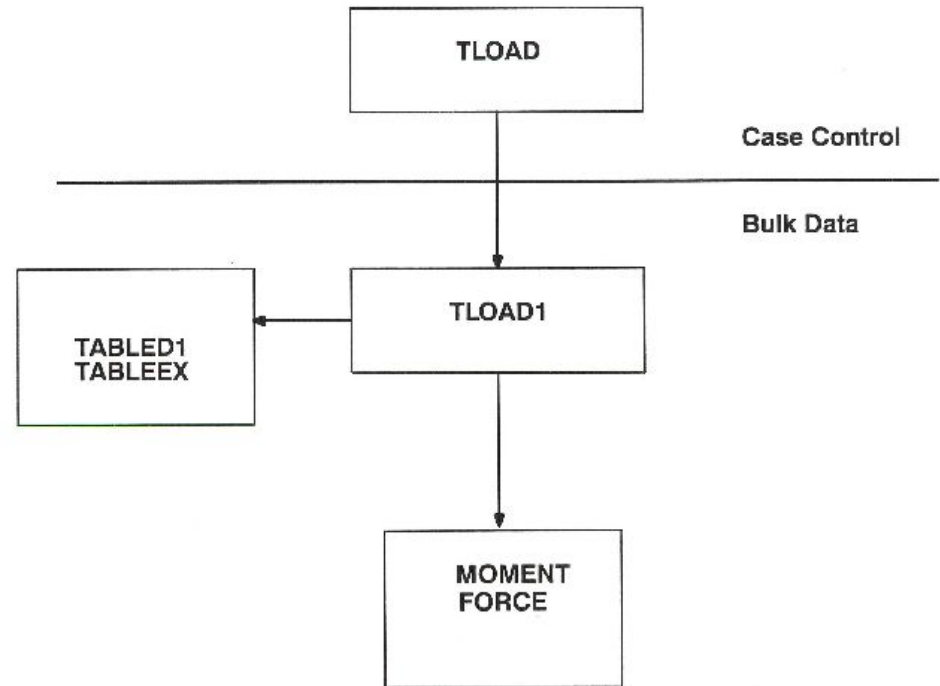 TLOAD
Case Control
Bulk Data
TLOAD1
TABLED1
TABLEEX
MOMENT
FORCE